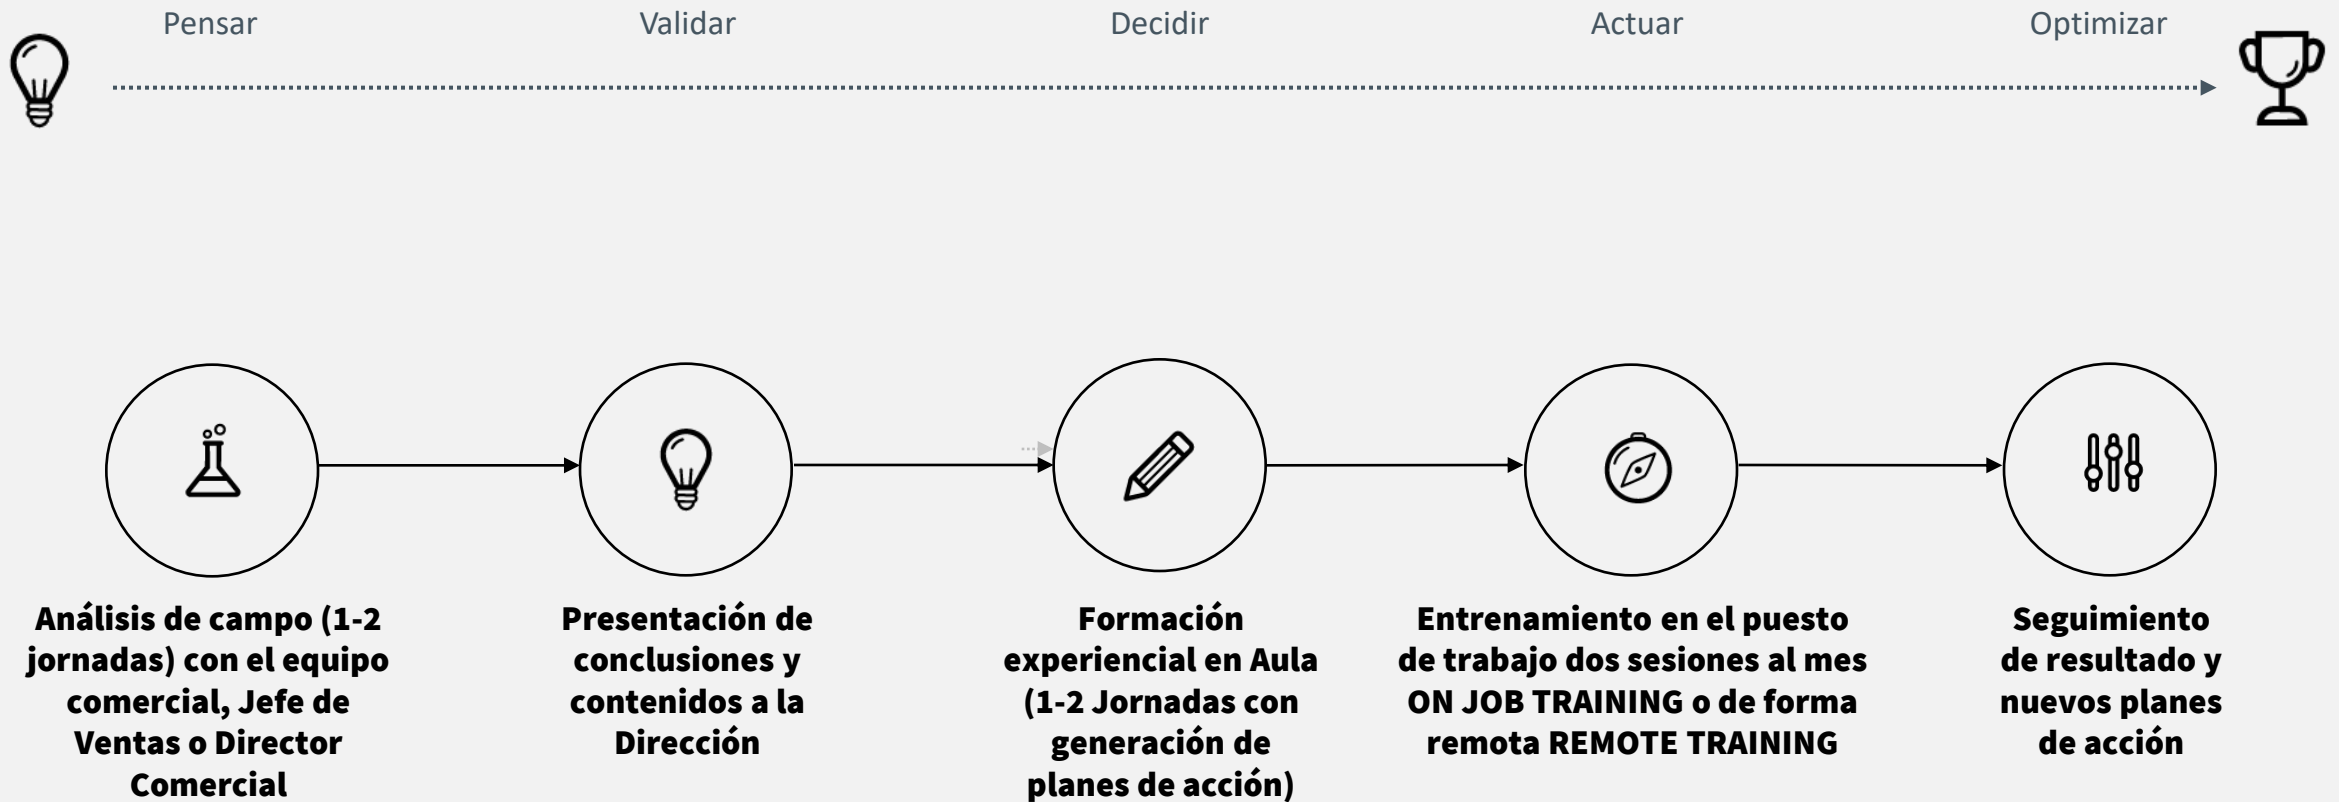 Pensar
Validar
Decidir
Actuar
Optimizar
Análisis de campo (1-2
jornadas) con el equipo
comercial, Jefe de
Ventas o Director
Comercial
Presentación de
conclusiones y
contenidos a la
Dirección
Formación
experiencial en Aula
(1-2 Jornadas con
generación de
planes de acción)
Entrenamiento en el puesto
de trabajo dos sesiones al mes
ON JOB TRAINING o de forma
remota REMOTE TRAINING
Seguimiento
de resultado y
nuevos planes
de acción